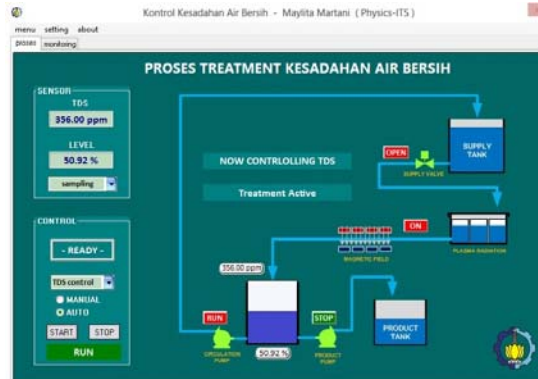 Kontrol Kesadahan Air Bersih - Maylita Martani ( Physics-ITS )
menu setting about
proses monitoring
PROSES TREATMENT KESADAHAN AIR BERSIH
SENSOR
TDS
356.00 ppm
LEVEL
50.92 %
sampling
CONTROL
- READY -
TDS control
MANUAL
AUTO
START STOP
RUN
NOW CONTRLOLLING TDS
Treatment Active
OPEN
SUPPLY VALVE
SUPPLY
TANK
ON
PLASMA RADIATION
MAGNETIC FIELD
356.00 ppm
RUN
CIRCULATION
PUMP
50.92 %
STOP
PRODUCT
PUMP
PRODUCT
TANK